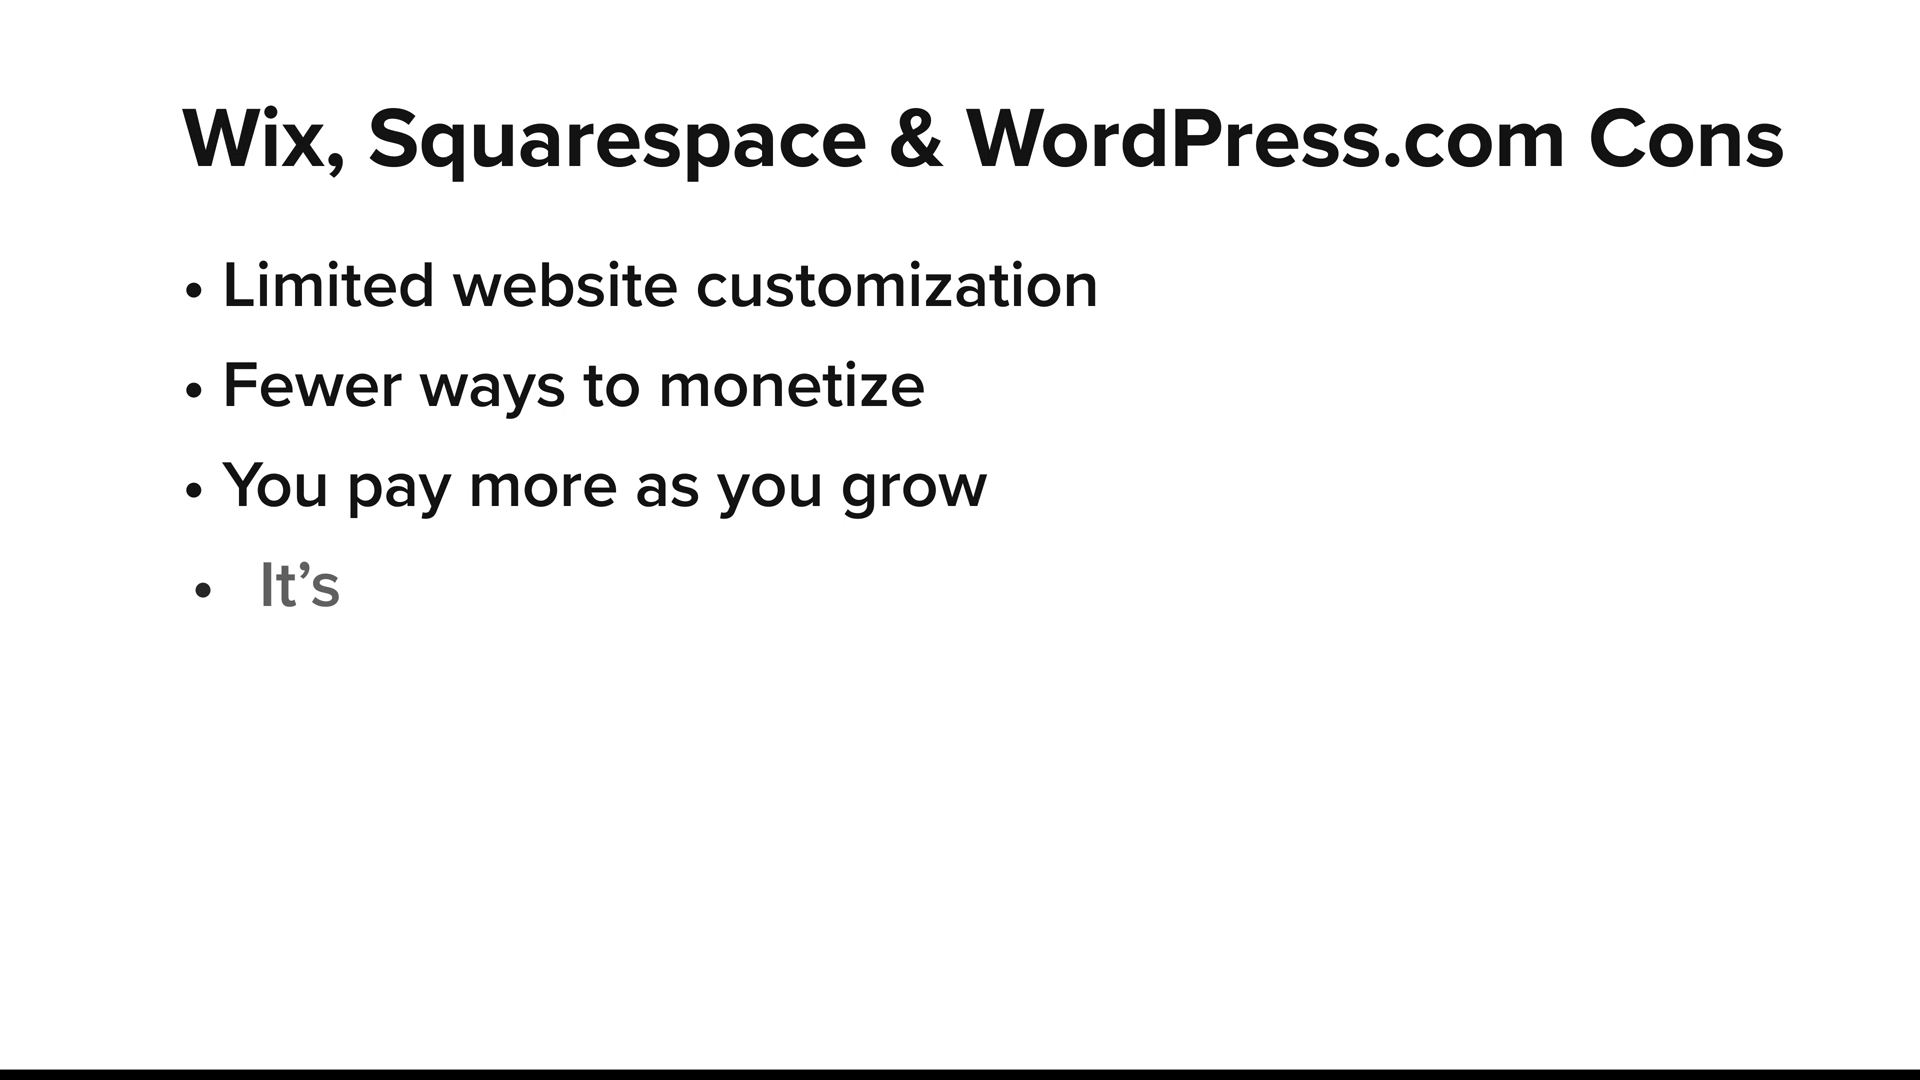 Wix, Squarespace & WordPress.com Cons
• Limited website customization
• Fewer ways to monetize
• You pay more as you grow
• It’s